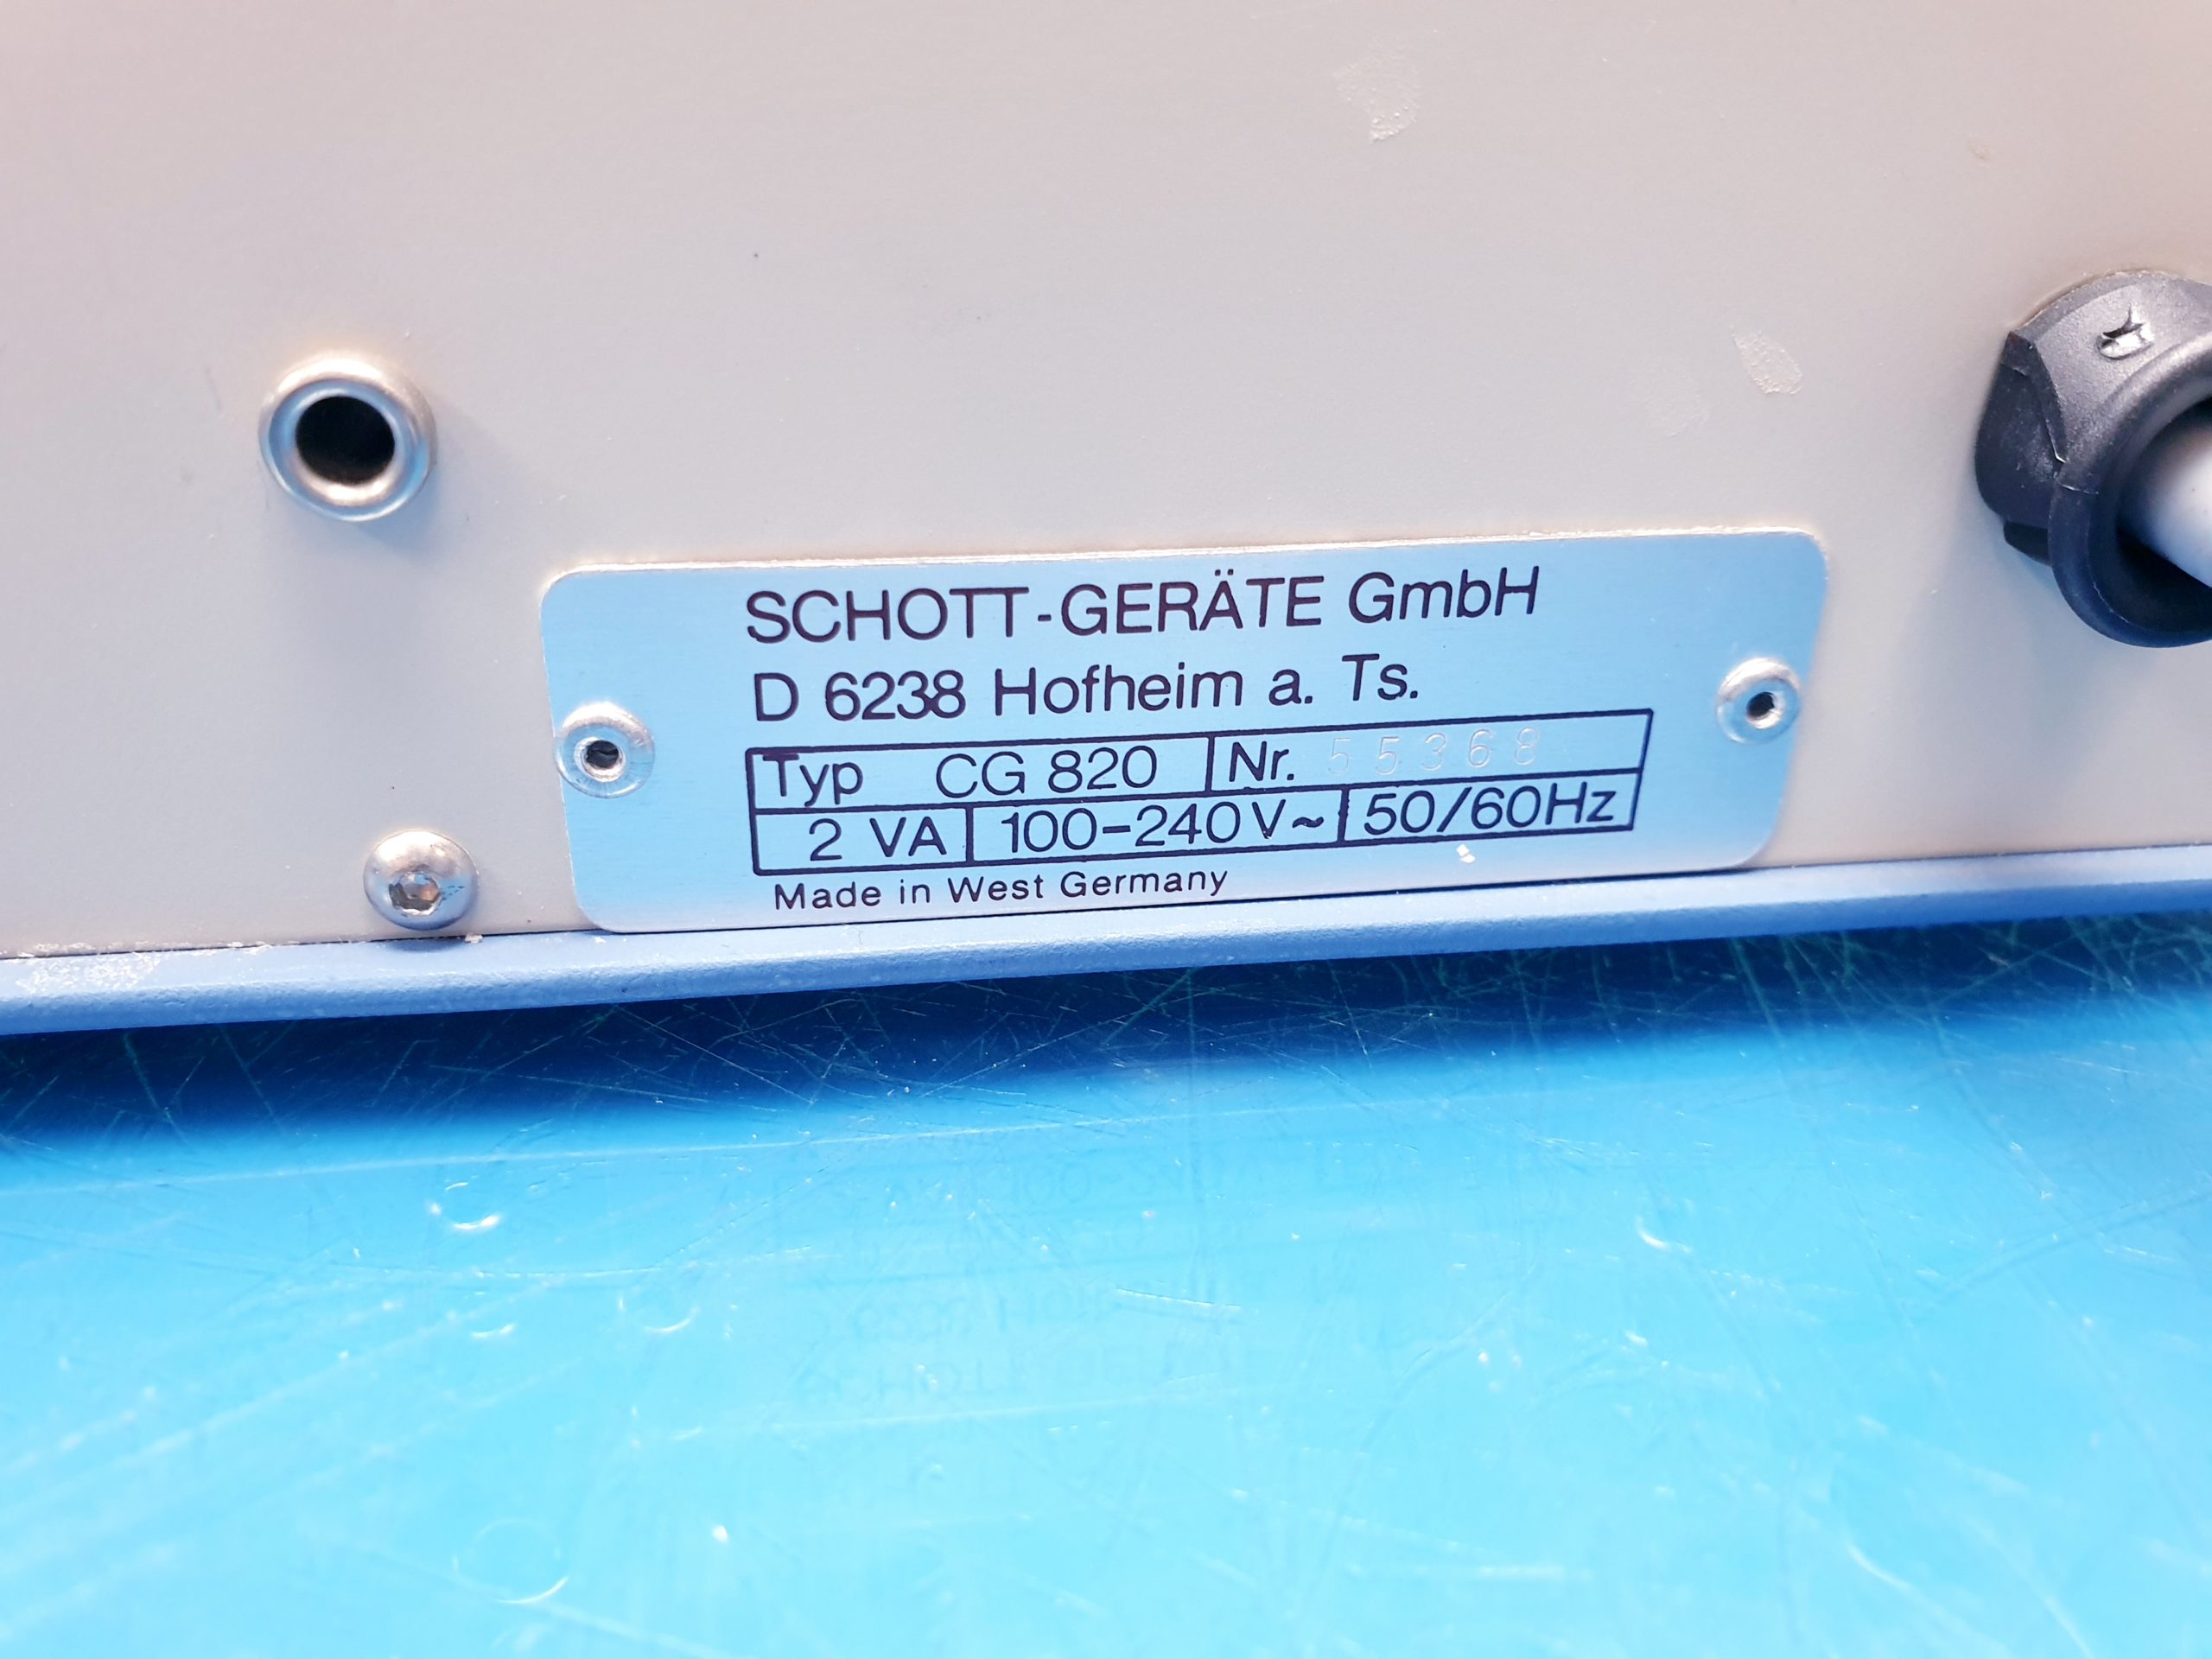 SCHOTT-GERÄTE GmbH
D 6238 Hofheim a. Ts.
Typ CG 820 Nr. 55368
2 VA 100-240V~ 50/60Hz
Made in West Germany